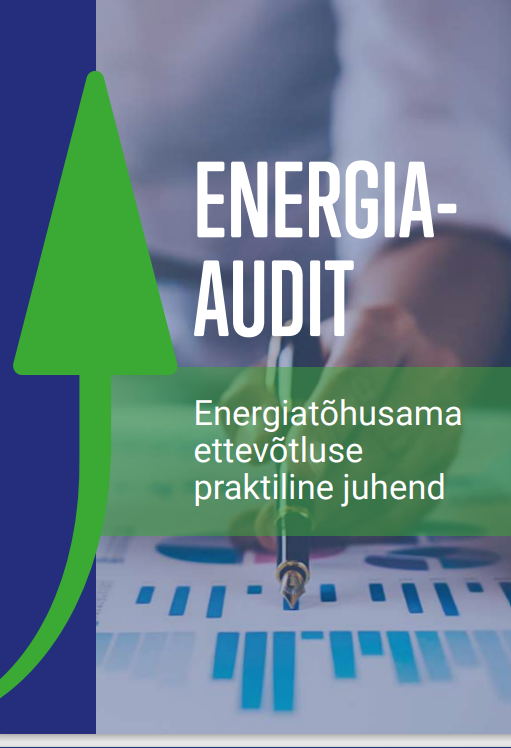 ENERGIA-
AUDIT
Energiatõhusama
ettevõtluse
praktiline juhend